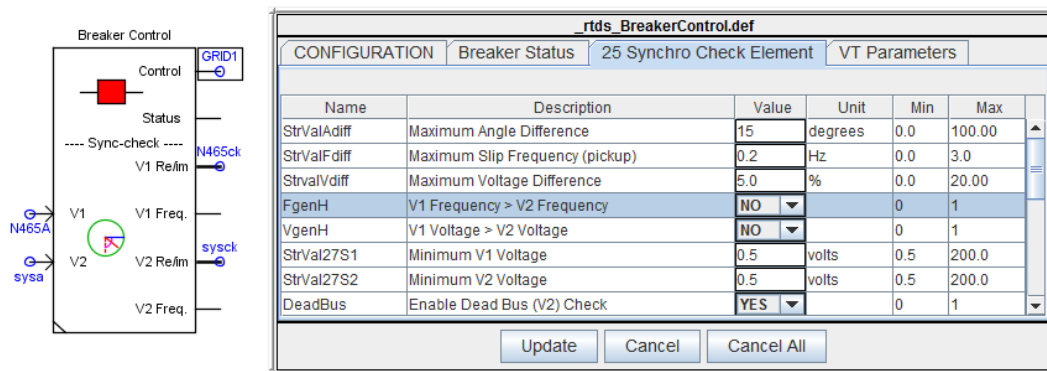 Breaker Control
GRID1
Control
Status
---- Sync-check ----
N465ck
V1 Re/im
V1
V1 Freq.
N465A
sysck
V2
V2 Re/im
sysa
V2 Freq.
_rtds_BreakerControl.def
CONFIGURATION Breaker Status 25 Synchro Check Element VT Parameters
Name Description Value Unit Min Max
StrValAdiff Maximum Angle Difference 15 degrees 0.0 100.00
StrValFdiff Maximum Slip Frequency (pickup) 0.2 Hz 0.0 3.0
StrvalVdiff Maximum Voltage Difference 5.0 % 0.0 20.00
FgenH V1 Frequency > V2 Frequency NO 0 1
VgenH V1 Voltage > V2 Voltage NO 0 1
StrVal27S1 Minimum V1 Voltage 0.5 volts 0.5 200.0
StrVal27S2 Minimum V2 Voltage 0.5 volts 0.5 200.0
DeadBus Enable Dead Bus (V2) Check YES 0 1
Update Cancel Cancel All